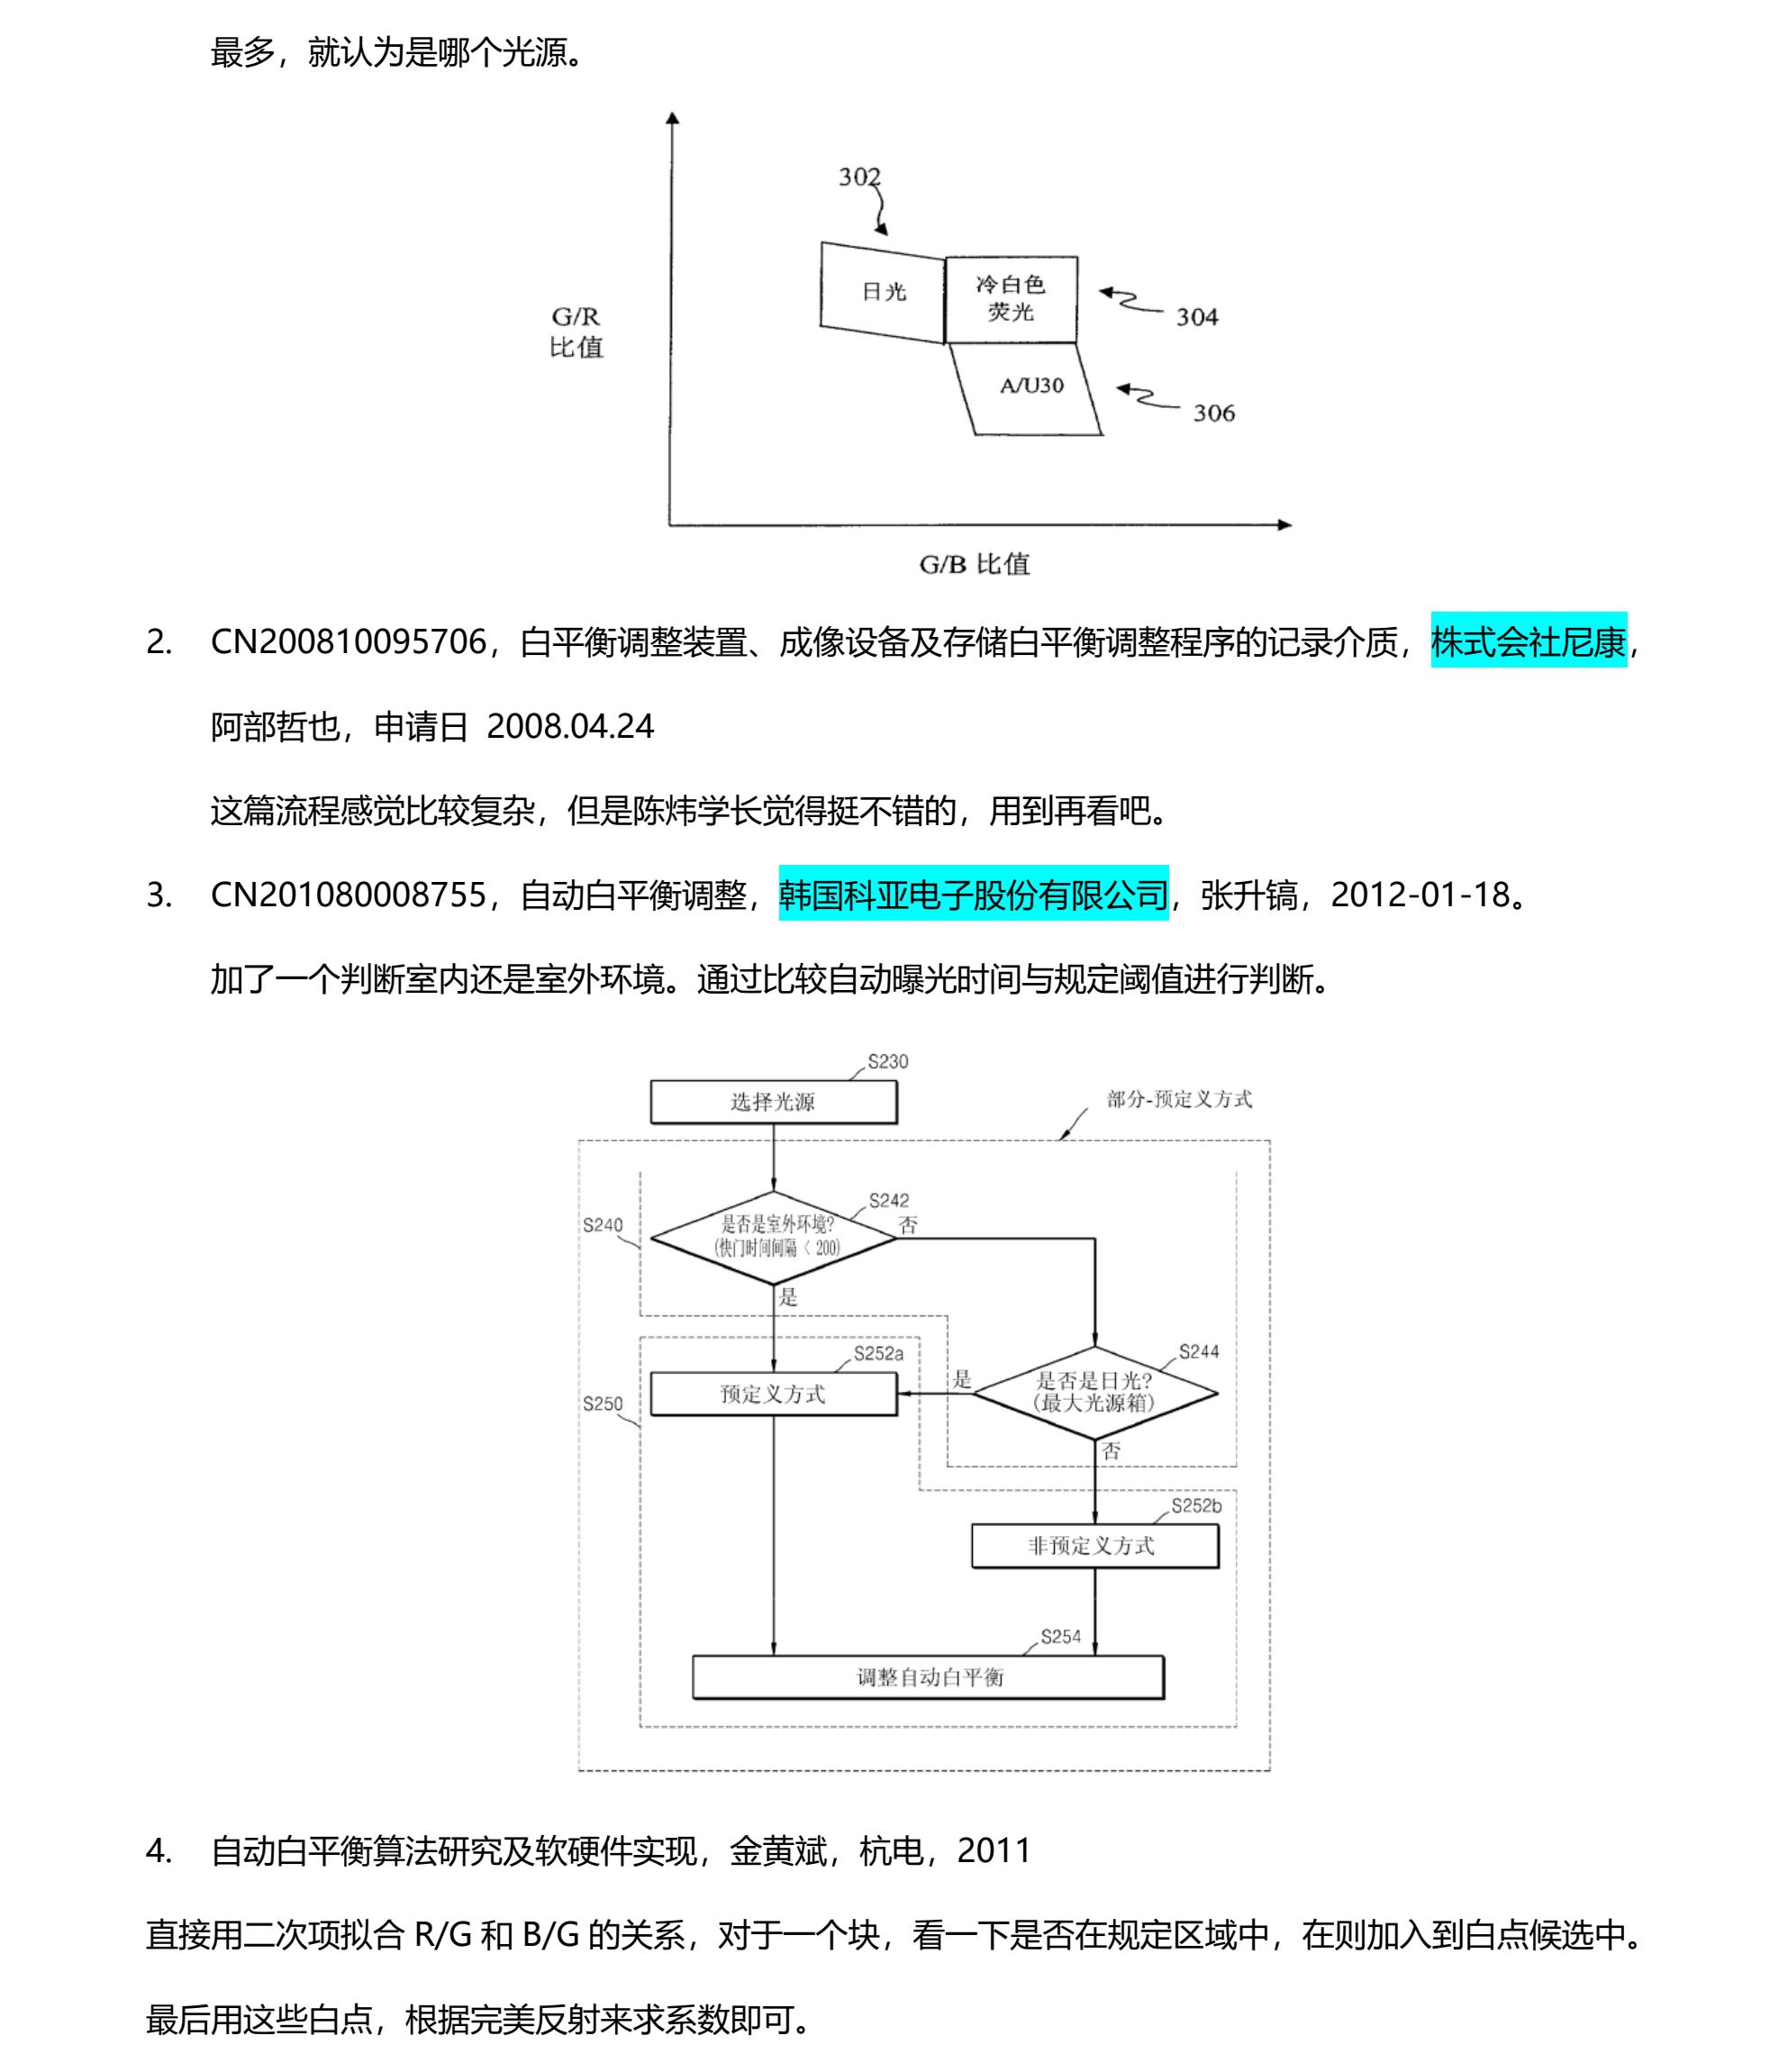 最多，就认为是哪个光源。
302
日光
冷白色
荧光
304
G/R
比值
A/U30
306
G/B 比值
2. CN200810095706，白平衡调整装置、成像设备及存储白平衡调整程序的记录介质，株式会社尼康，
阿部哲也，申请日 2008.04.24
这篇流程感觉比较复杂，但是陈炜学长觉得挺不错的，用到再看吧。
3. CN201080008755，自动白平衡调整，韩国科亚电子股份有限公司，张升镐，2012-01-18。
加了一个判断室内还是室外环境。通过比较自动曝光时间与规定阈值进行判断。
S230
选择光源
部分-预定义方式
S242
S240
是否是室外环境?
(快门时间间隔 < 200)
否
是
S252a
S244
预定义方式
是
是否是日光?
(最大光源箱)
S250
否
S252b
非预定义方式
S254
调整自动白平衡
4. 自动白平衡算法研究及软硬件实现，金黄斌，杭电，2011
直接用二次项拟合 R/G 和 B/G 的关系，对于一个块，看一下是否在规定区域中，在则加入到白点候选中。
最后用这些白点，根据完美反射来求系数即可。